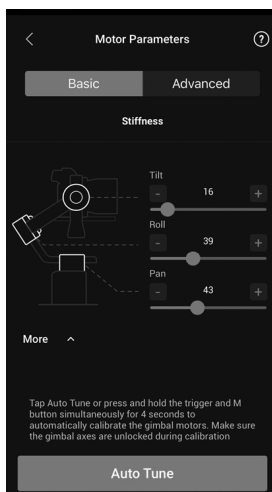 Motor Parameters ?
Basic Advanced
Stiffness
Tilt
- 16 +
Roll
- 39 +
Pan
- 43 +
More
Tap Auto Tune or press and hold the trigger and M
button simultaneously for 4 seconds to
automatically calibrate the gimbal motors. Make sure
the gimbal axes are unlocked during calibration
Auto Tune